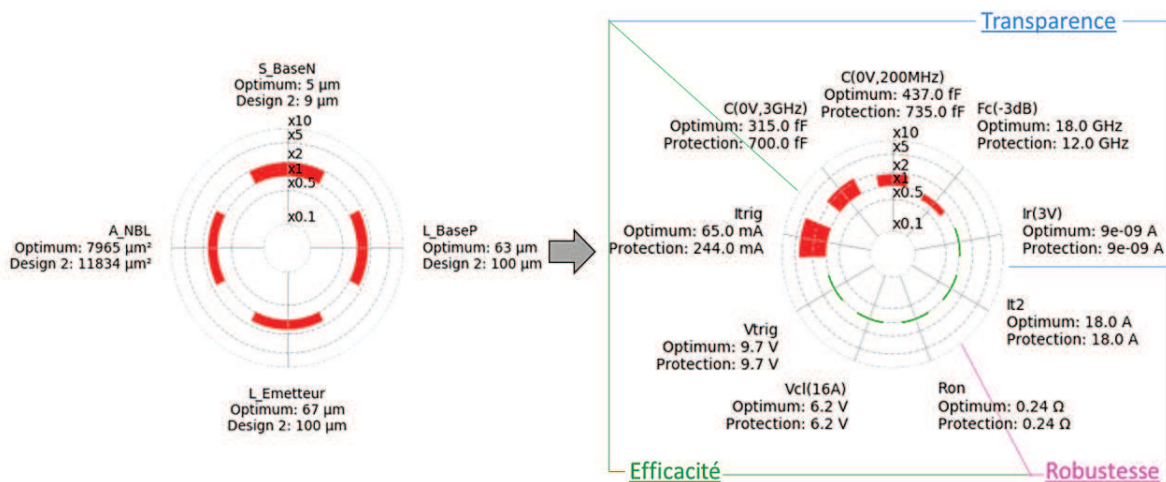 S_BaseN
Optimum: 5 µm
Design 2: 9 µm
x10
x5
x2
x1
x0.5
x0.1
A_NBL
Optimum: 7965 µm²
Design 2: 11834 µm²
L_BaseP
Optimum: 63 µm
Design 2: 100 µm
L_Emetteur
Optimum: 67 µm
Design 2: 100 µm
Transparence
C(0V,200MHz)
Optimum: 437.0 fF
Protection: 735.0 fF
C(0V,3GHz)
Optimum: 315.0 fF
Protection: 700.0 fF
Fc(-3dB)
Optimum: 18.0 GHz
Protection: 12.0 GHz
x10
x5
x2
x1
x0.5
x0.1
Itrig
Optimum: 65.0 mA
Protection: 244.0 mA
Ir(3V)
Optimum: 9e-09 A
Protection: 9e-09 A
It2
Optimum: 18.0 A
Protection: 18.0 A
Vtrig
Optimum: 9.7 V
Protection: 9.7 V
Vcl(16A)
Optimum: 6.2 V
Protection: 6.2 V
Ron
Optimum: 0.24 Ω
Protection: 0.24 Ω
Efficacité
Robustesse